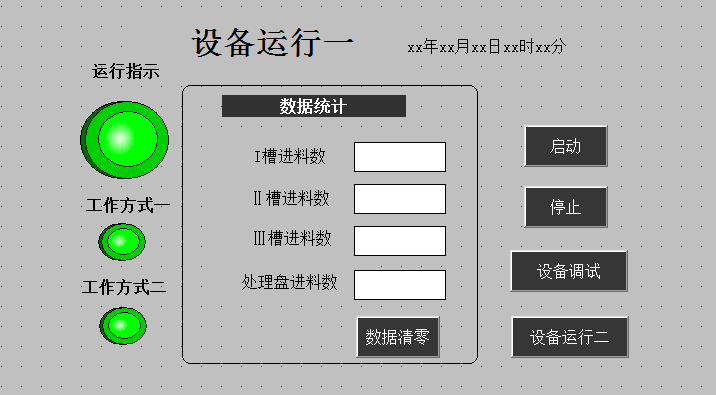 设备运行一
xx年xx月xx日xx时xx分
运行指示
数据统计
I槽进料数
启动
Ⅱ槽进料数
工作方式一
停止
Ⅲ槽进料数
设备调试
处理盘进料数
工作方式二
数据清零
设备运行二